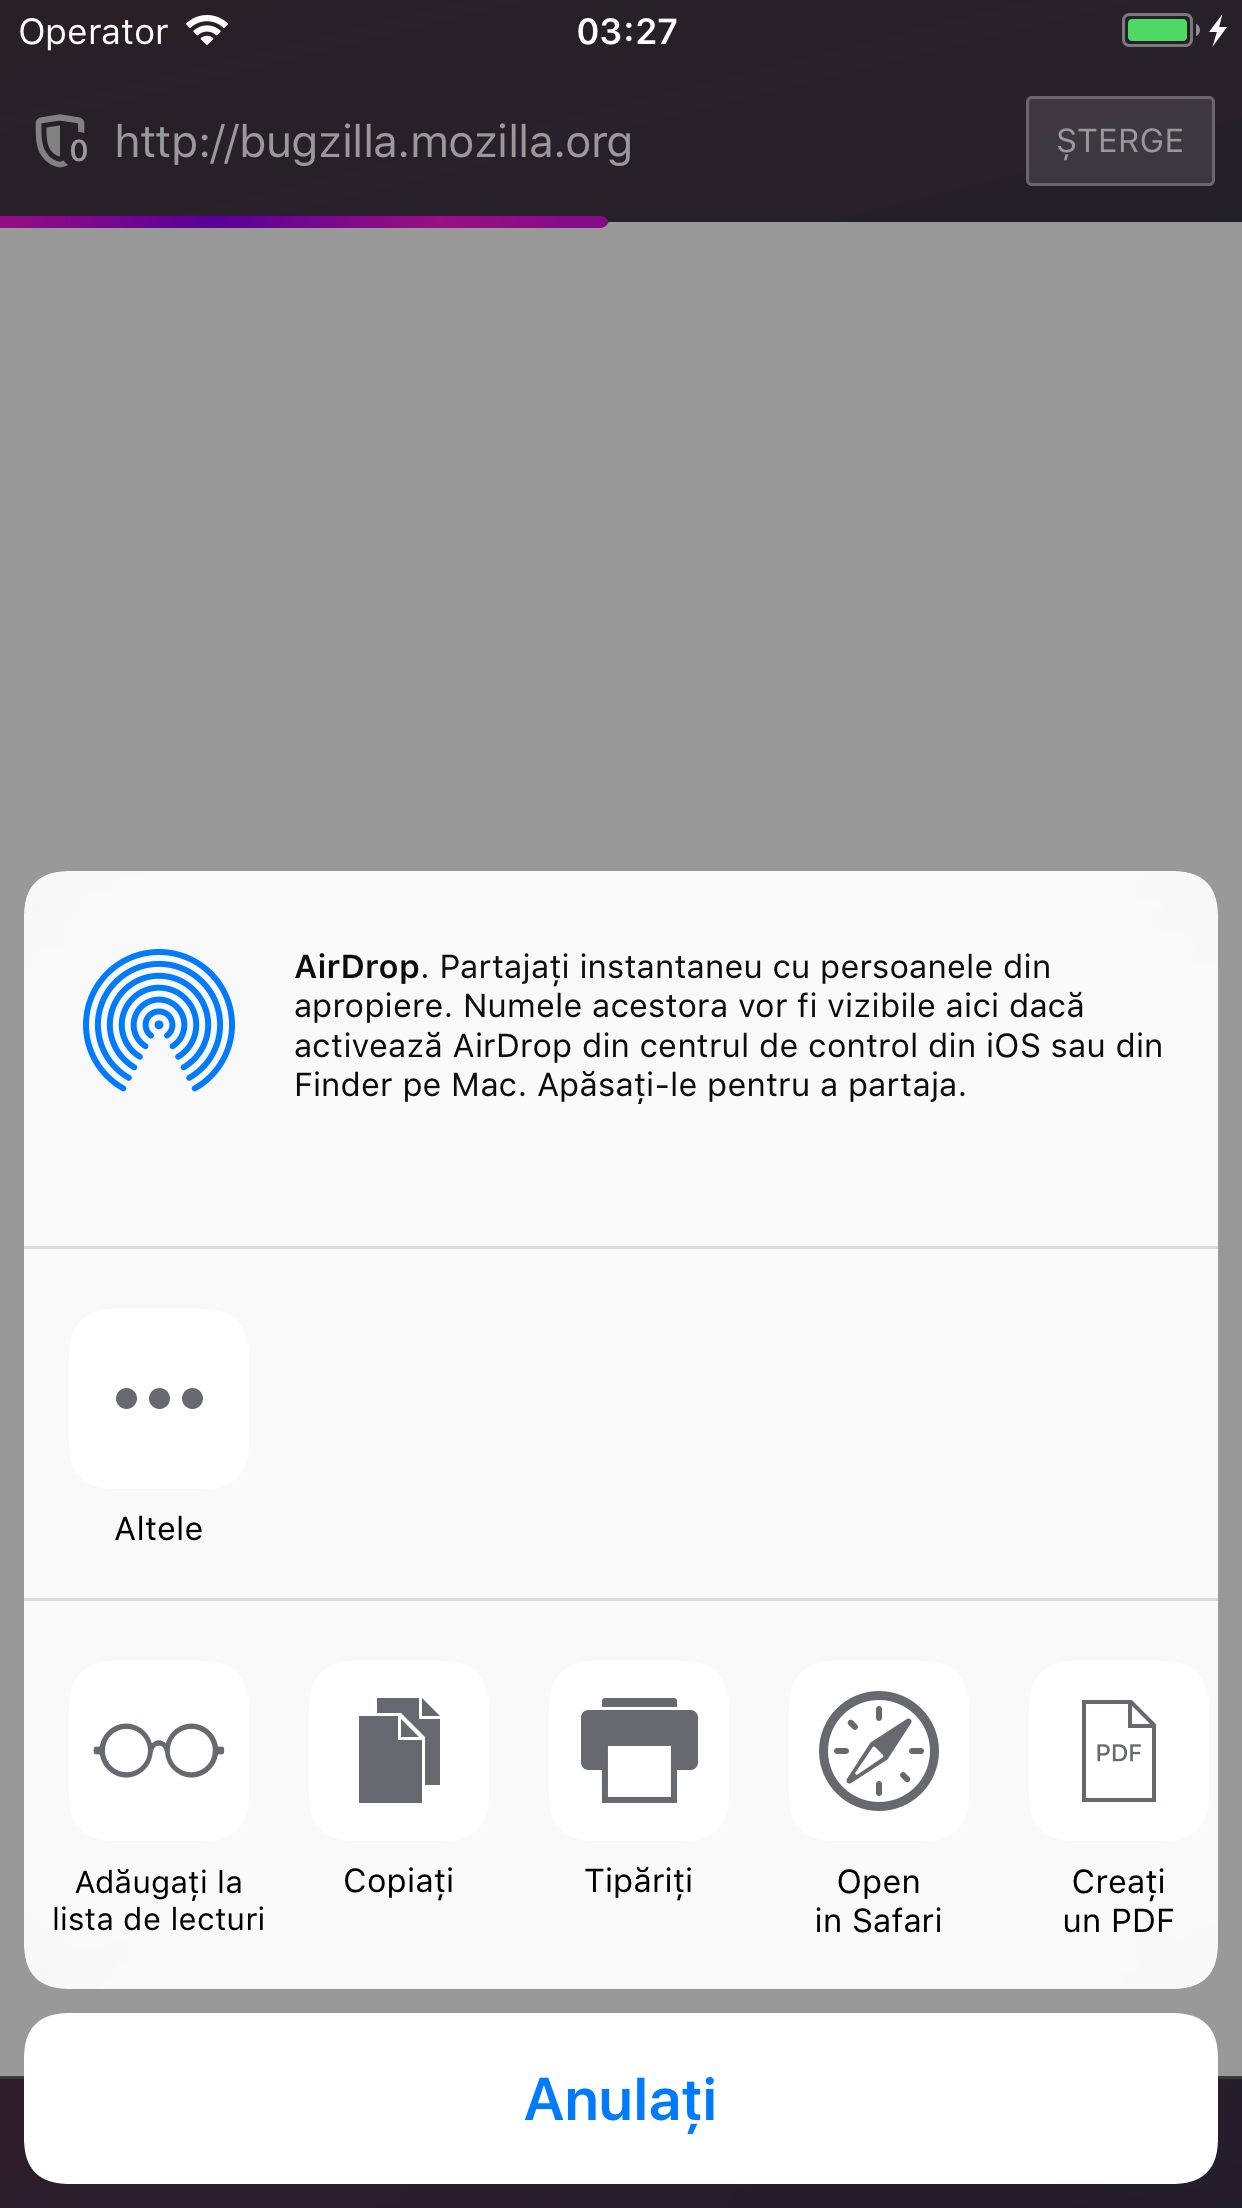 Operator
03:27
0
http://bugzilla.mozilla.org
ȘTERGE
AirDrop. Partajați instantaneu cu persoanele din
apropiere. Numele acestora vor fi vizibile aici dacă
activează AirDrop din centrul de control din iOS sau din
Finder pe Mac. Apăsați-le pentru a partaja.
Altele
PDF
Adăugați la
lista de lecturi
Copiați
Tipăriți
Open
in Safari
Creați
un PDF
Anulați